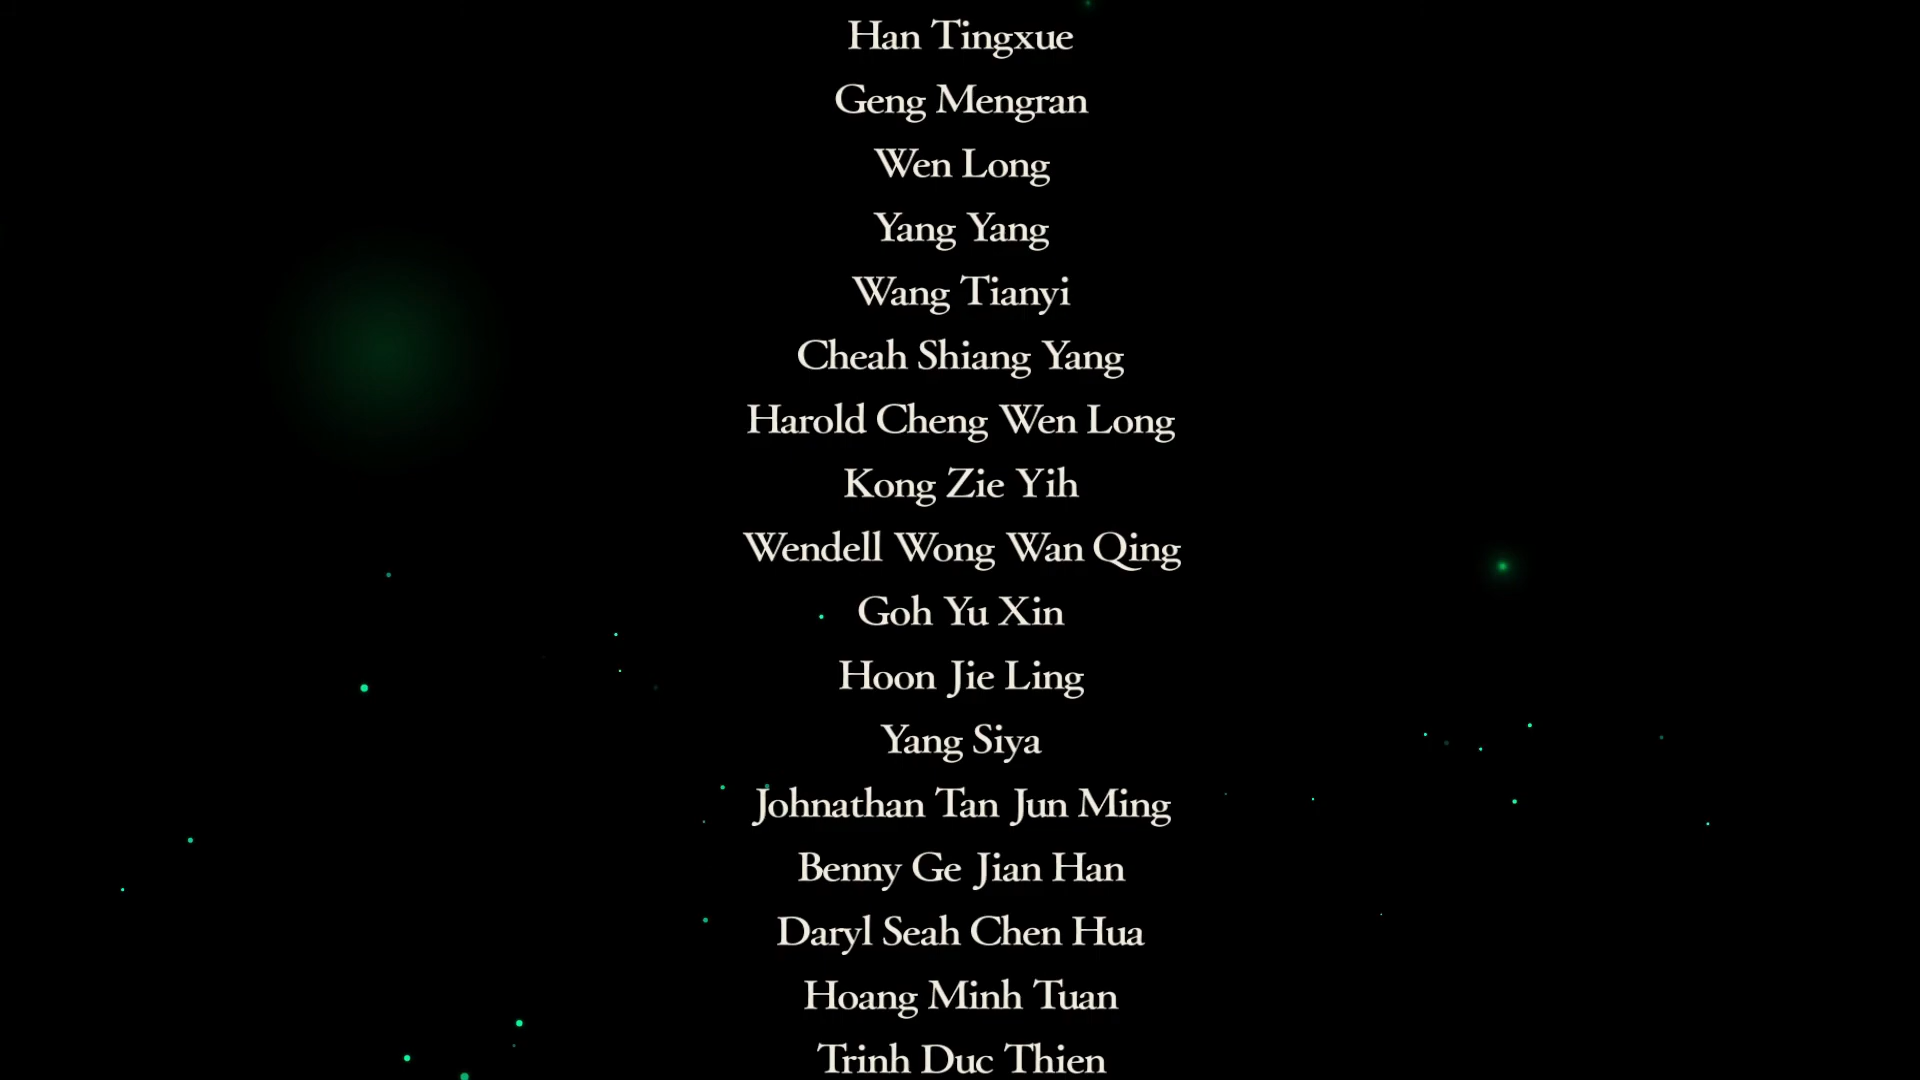 Han Tingxue
Geng Mengran
Wen Long
Yang Yang
Wang Tianyi
Cheah Shiang Yang
Harold Cheng Wen Long
Kong Zie Yih
Wendell Wong Wan Qing
Goh Yu Xin
Hoon Jie Ling
Yang Siya
Johnathan Tan Jun Ming
Benny Ge Jian Han
Daryl Seah Chen Hua
Hoang Minh Tuan
Trinh Duc Thien